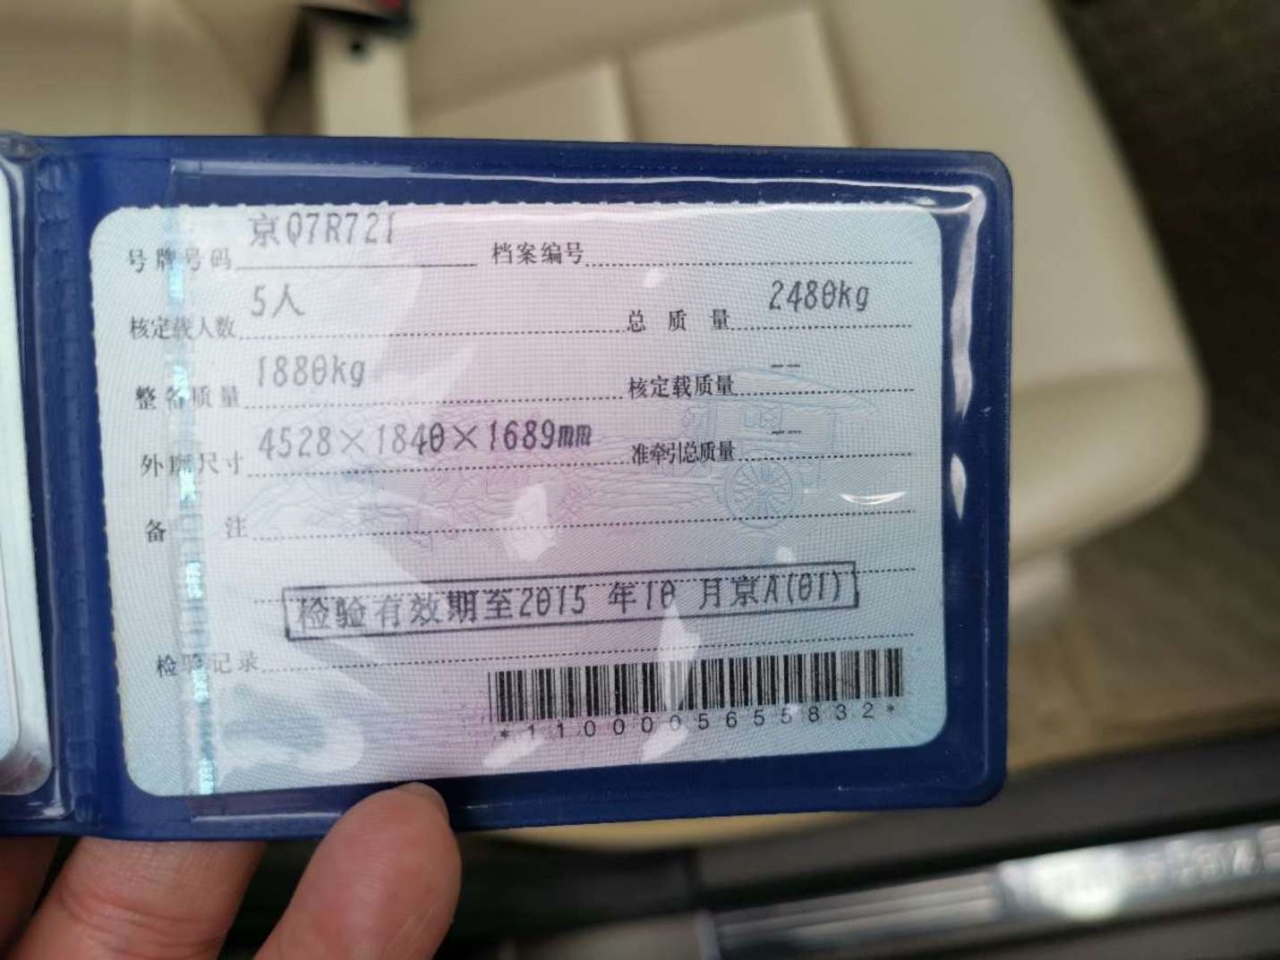 号牌号码 京Q7R721 档案编号
核定载人数 5人 总质量 2480kg
整备质量 1880kg 核定载质量 --
外廓尺寸 4528×1840×1689mm 准牵引总质量 --
备注
检验有效期至2015 年10 月京A(01)
检验记录
*1100005655832*